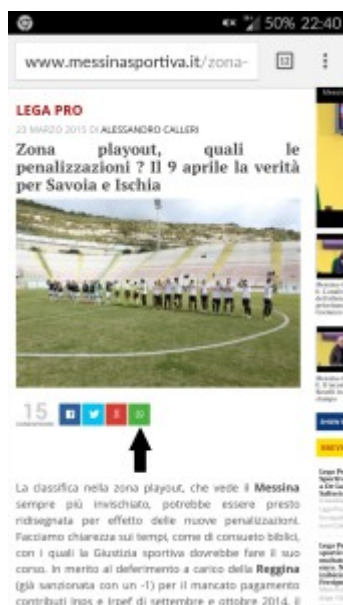 50% 22:40
www.messinasportiva.it/zona-
12
LEGA PRO
23 MARZO 2015 DI ALESSANDRO CALLERI
Zona playout, quali le
penalizzazioni ? Il 9 aprile la verità
per Savoia e Ischia
15
La classifica nella zona playout, che vede il Messina
sempre più invischiato, potrebbe essere presto
ridisegnata per effetto delle nuove penalizzazioni.
Facciamo chiarezza sui tempi, come di consueto biblici,
con i quali la Giustizia sportiva dovrebbe fare il suo
corso. In merito al deferimento a carico della Reggina
(già sanzionata con un -1) per il mancato pagamento
contributi Inps e Irpef di settembre e ottobre 2014, il